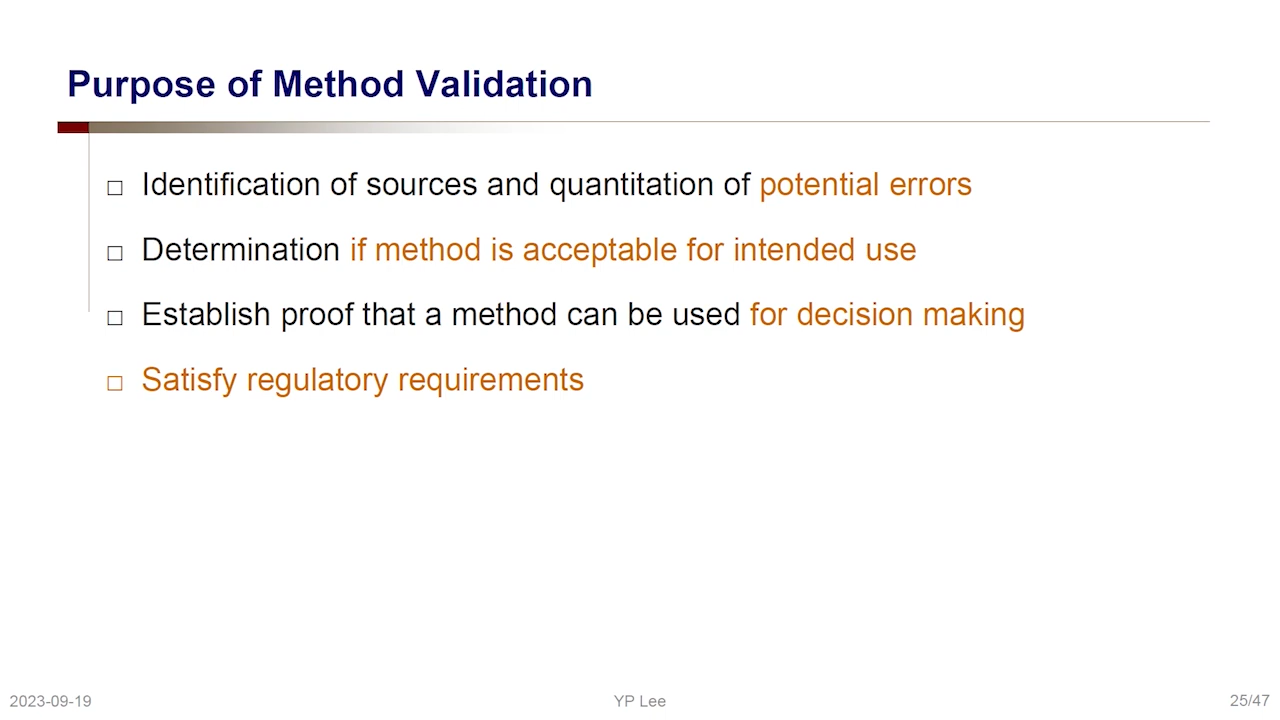 Purpose of Method Validation
□ Identification of sources and quantitation of potential errors
□ Determination if method is acceptable for intended use
□ Establish proof that a method can be used for decision making
□ Satisfy regulatory requirements
2023-09-19
YP Lee
25/47